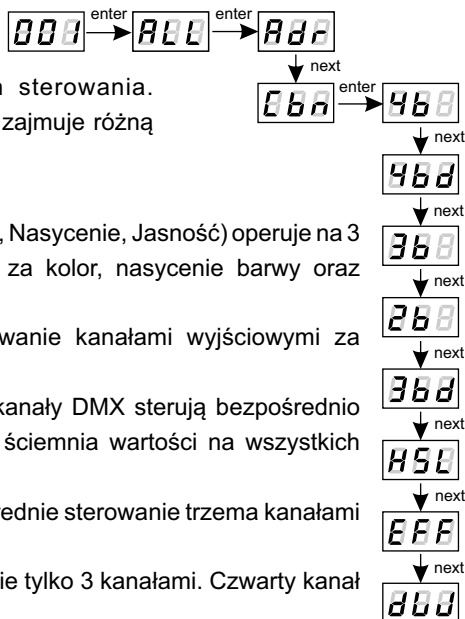 enter enter
001 ALL Adr
next
sterowania. Cbn enter 4b
zajmuje różną
next
4bd
next
, Nasycenie, Jasność) operuje na 3 3b
za kolor, nasycenie barwy oraz
next
2b
wanie kanałami wyjściowymi za
next
kanały DMX sterują bezpośrednio 3bd
ściemnia wartości na wszystkich
next
HSL
rednie sterowanie trzema kanałami
next
EFF
ie tylko 3 kanałami. Czwarty kanał
next